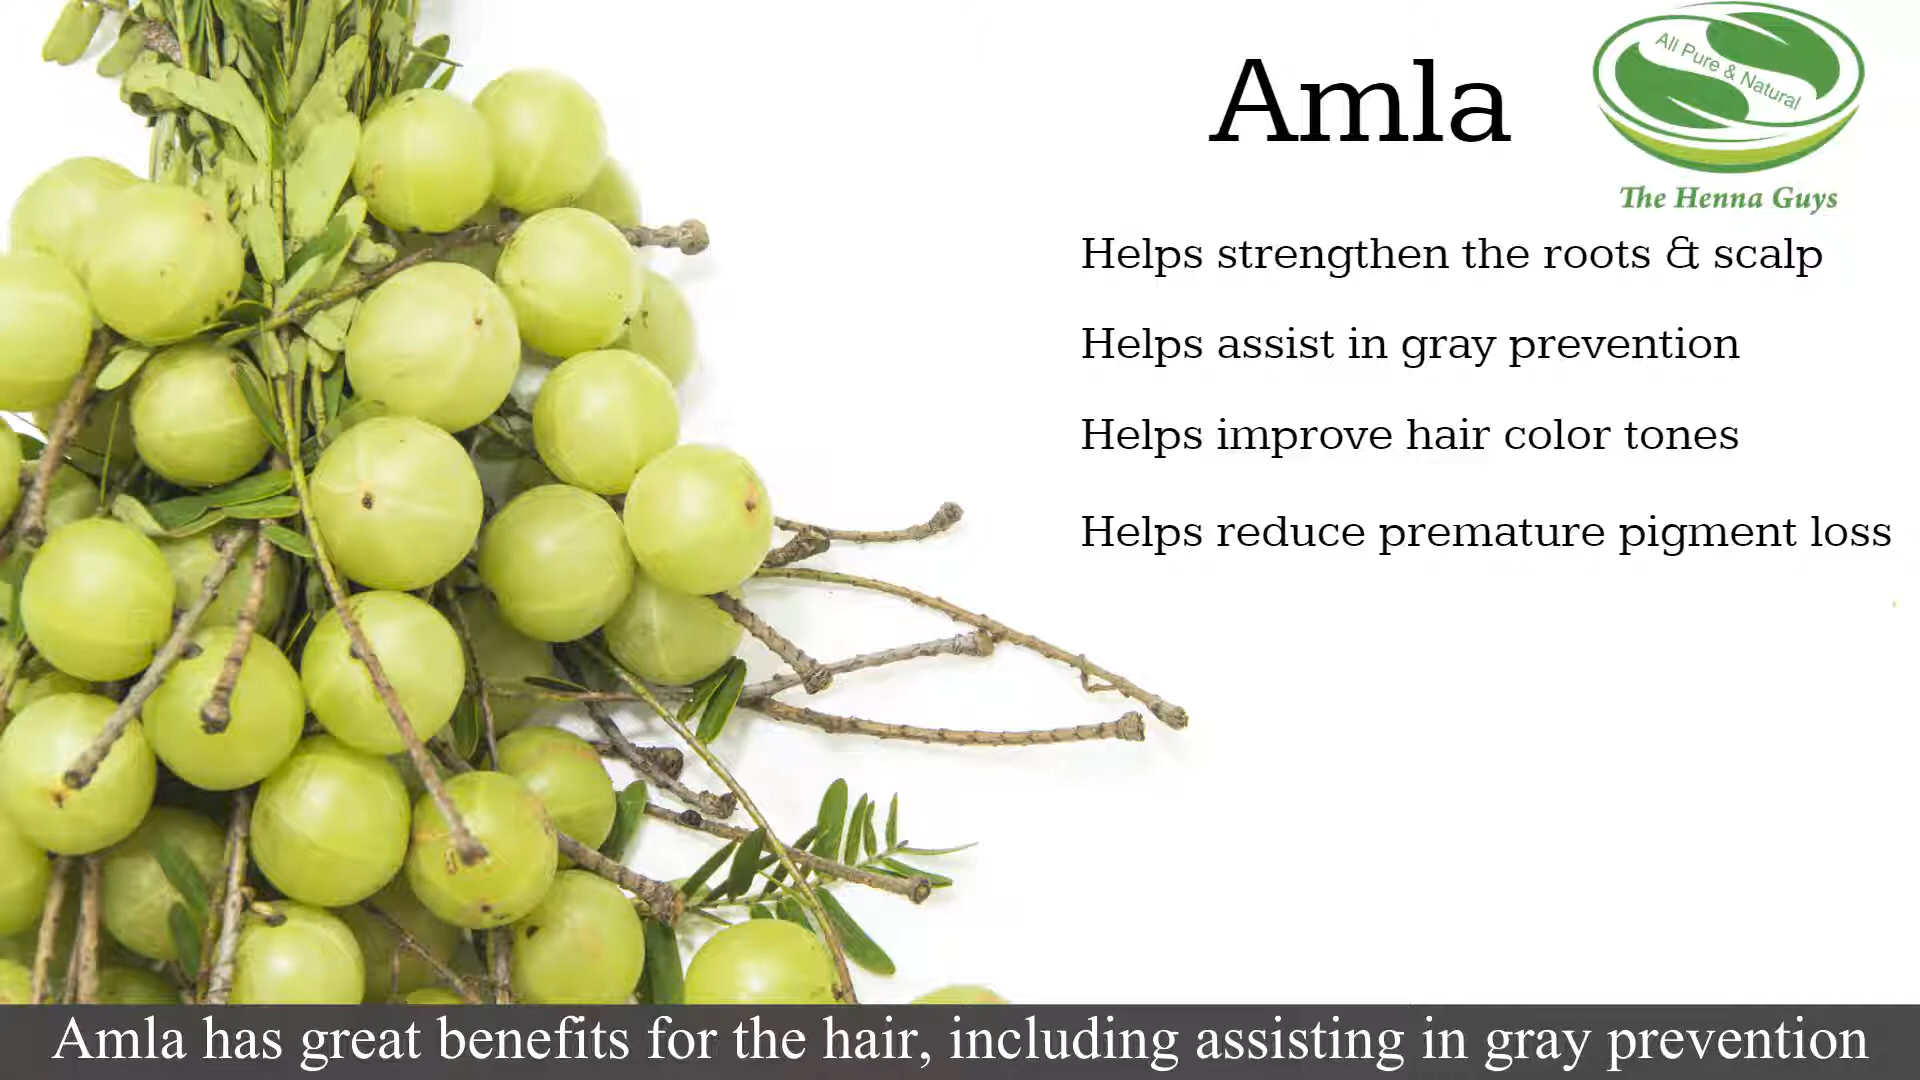 Amla
All Pure & Natural
The Henna Guys
Helps strengthen the roots & scalp
Helps assist in gray prevention
Helps improve hair color tones
Helps reduce premature pigment loss
Amla has great benefits for the hair, including assisting in gray prevention